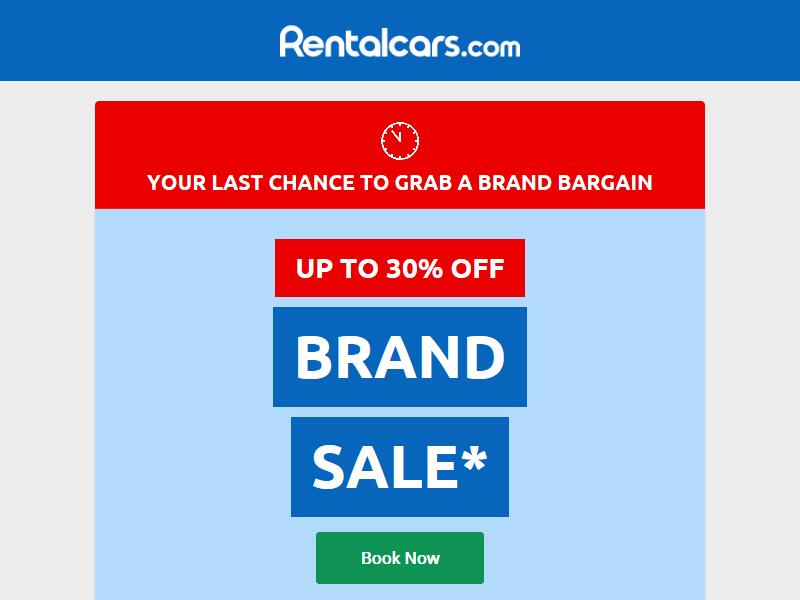 Rentalcars.com
YOUR LAST CHANCE TO GRAB A BRAND BARGAIN
UP TO 30% OFF
BRAND
SALE*
Book Now